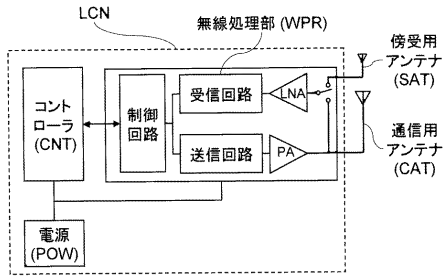 LCN
無線処理部 (WPR)
傍受用
アンテナ
(SAT)
コント
ローラ
(CNT)
制御
回路
受信回路
LNA
送信回路
PA
通信用
アンテナ
(CAT)
電源
(POW)